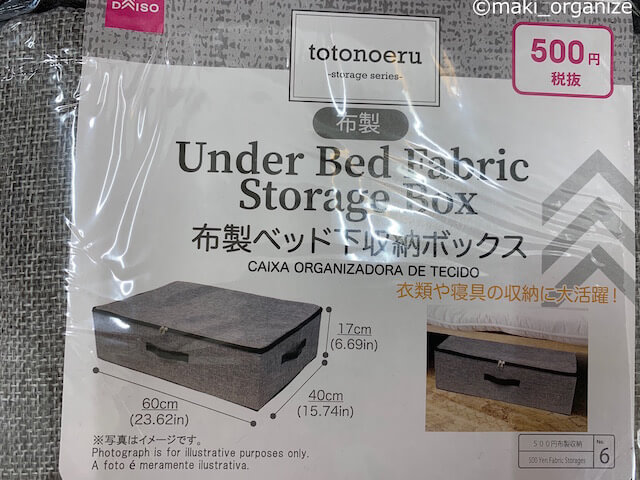 ©maki_organize
DAISO
totonoeru
-storage series-
500円
税抜
布製
Under Bed Fabric
Storage Box
布製ベッド下収納ボックス
CAIXA ORGANIZADORA DE TECIDO
衣類や寝具の収納に大活躍!
17cm
(6.69in)
40cm
(15.74in)
60cm
(23.62in)
※写真はイメージです。
Photograph is for illustrative purposes only.
A foto é meramente ilustrativa.
500円布製収納
500 Yen Fabric Storages
No.
6